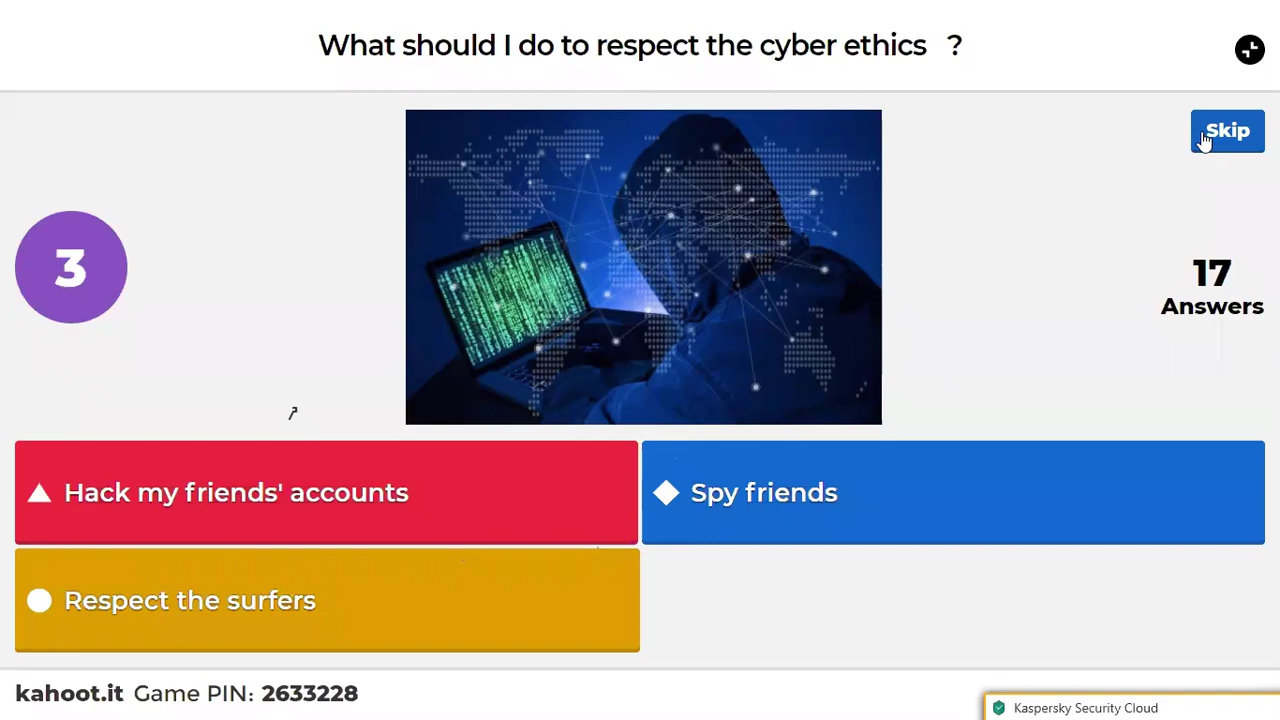 What should I do to respect the cyber ethics ?
Skip
3
17
Answers
Hack my friends' accounts
Spy friends
Respect the surfers
kahoot.it Game PIN: 2633228
Kaspersky Security Cloud